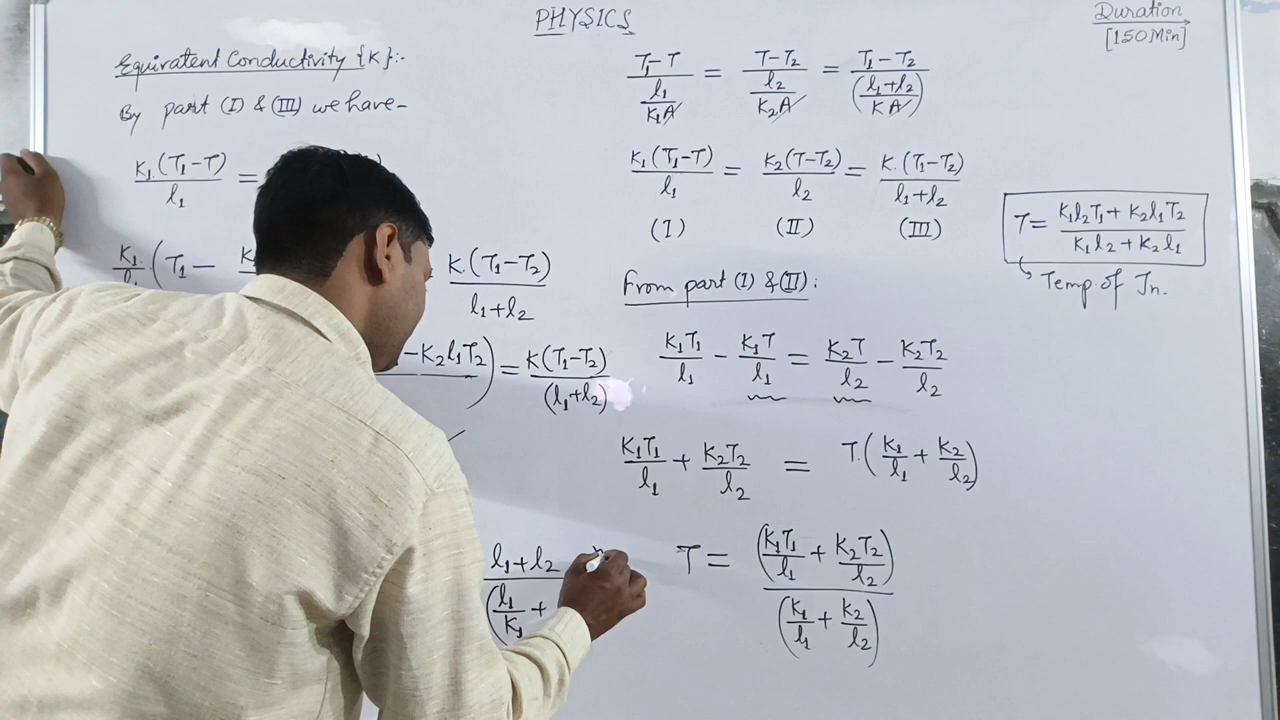 PHYSICS
Duration
[150 Min]
Equivatent Conductivity {K}:-
By part (I) & (III) we have-
K₁(T₁-T)/l₁ =
K₁/l₁ (T₁ -
K.(T₁-T₂)/(l₁+l₂)
-K₂l₁T₂) = K(T₁-T₂)/(l₁+l₂)
l₁+l₂
(l₁/K₁ +
(T₁-T)/(l₁/K₁A) = (T-T₂)/(l₂/K₂A) = (T₁-T₂)/((l₁+l₂)/KA)
K₁(T₁-T)/l₁ = K₂(T-T₂)/l₂ = K.(T₁-T₂)/(l₁+l₂)
(I) (II) (III)
From part (I) & (II):
K₁T₁/l₁ - K₁T/l₁ = K₂T/l₂ - K₂T₂/l₂
K₁T₁/l₁ + K₂T₂/l₂ = T.(K₁/l₁ + K₂/l₂)
T = (K₁T₁/l₁ + K₂T₂/l₂)/(K₁/l₁ + K₂/l₂)
T = (K₁l₂T₁ + K₂l₁T₂)/(K₁l₂ + K₂l₁)
Temp. of Jn.